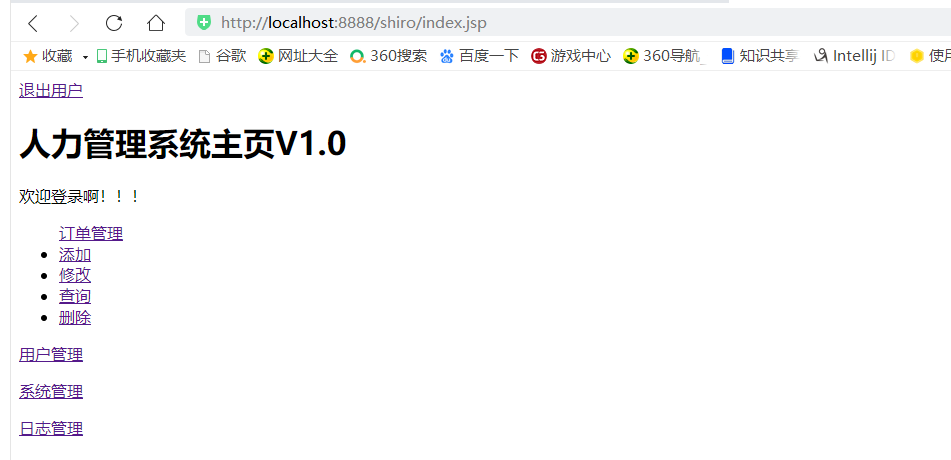 http://localhost:8888/shiro/index.jsp
收藏 手机收藏夹 谷歌 网址大全 360搜索 百度一下 游戏中心 360导航_ 知识共享 Intellij ID 使用
退出用户
人力管理系统主页V1.0
欢迎登录啊！！！
订单管理
添加
修改
查询
删除
用户管理
系统管理
日志管理